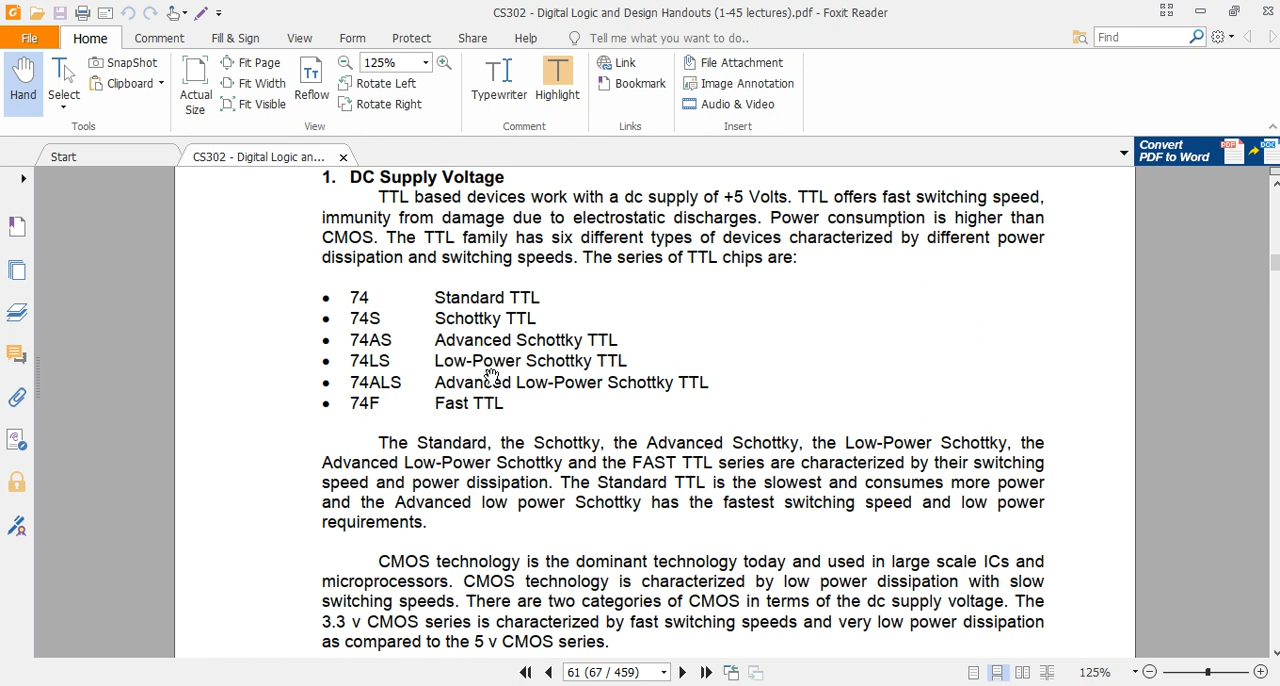 CS302 - Digital Logic and Design Handouts (1-45 lectures).pdf - Foxit Reader
File Home Comment Fill & Sign View Form Protect Share Help Tell me what you want to do.. Find
Hand
Select
SnapShot
Clipboard
Tools
Actual Size
Fit Page
Fit Width
Fit Visible
Reflow
125%
Rotate Left
Rotate Right
View
Typewriter
Highlight
Comment
Link
Bookmark
Links
File Attachment
Image Annotation
Audio & Video
Insert
Start
CS302 - Digital Logic an...
Convert
PDF to Word
PDF
DOC
1. DC Supply Voltage
TTL based devices work with a dc supply of +5 Volts. TTL offers fast switching speed,
immunity from damage due to electrostatic discharges. Power consumption is higher than
CMOS. The TTL family has six different types of devices characterized by different power
dissipation and switching speeds. The series of TTL chips are:
• 74 Standard TTL
• 74S Schottky TTL
• 74AS Advanced Schottky TTL
• 74LS Low-Power Schottky TTL
• 74ALS Advanced Low-Power Schottky TTL
• 74F Fast TTL
The Standard, the Schottky, the Advanced Schottky, the Low-Power Schottky, the
Advanced Low-Power Schottky and the FAST TTL series are characterized by their switching
speed and power dissipation. The Standard TTL is the slowest and consumes more power
and the Advanced low power Schottky has the fastest switching speed and low power
requirements.
CMOS technology is the dominant technology today and used in large scale ICs and
microprocessors. CMOS technology is characterized by low power dissipation with slow
switching speeds. There are two categories of CMOS in terms of the dc supply voltage. The
3.3 v CMOS series is characterized by fast switching speeds and very low power dissipation
as compared to the 5 v CMOS series.
61 (67 / 459)
125%